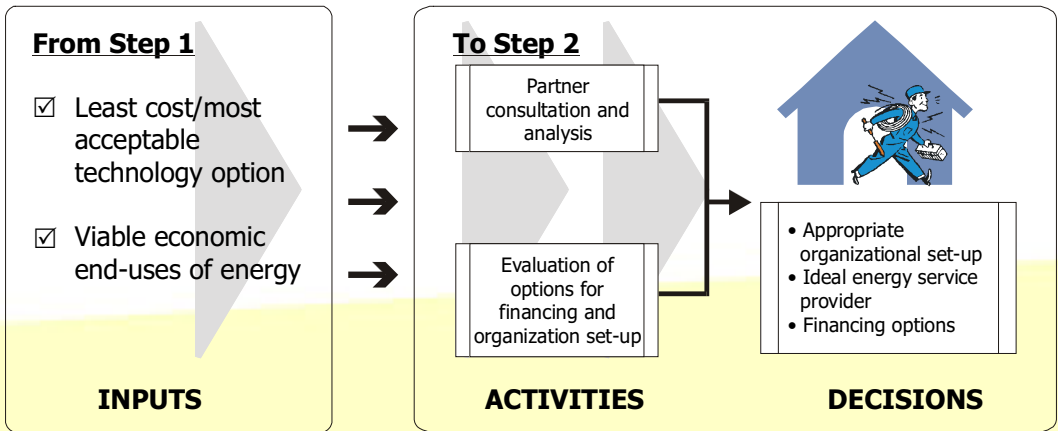 From Step 1
☑ Least cost/most
acceptable
technology option
☑ Viable economic
end-uses of energy
INPUTS
To Step 2
Partner
consultation and
analysis
Evaluation of
options for
financing and
organization set-up
ACTIVITIES
• Appropriate
organizational set-up
• Ideal energy service
provider
• Financing options
DECISIONS